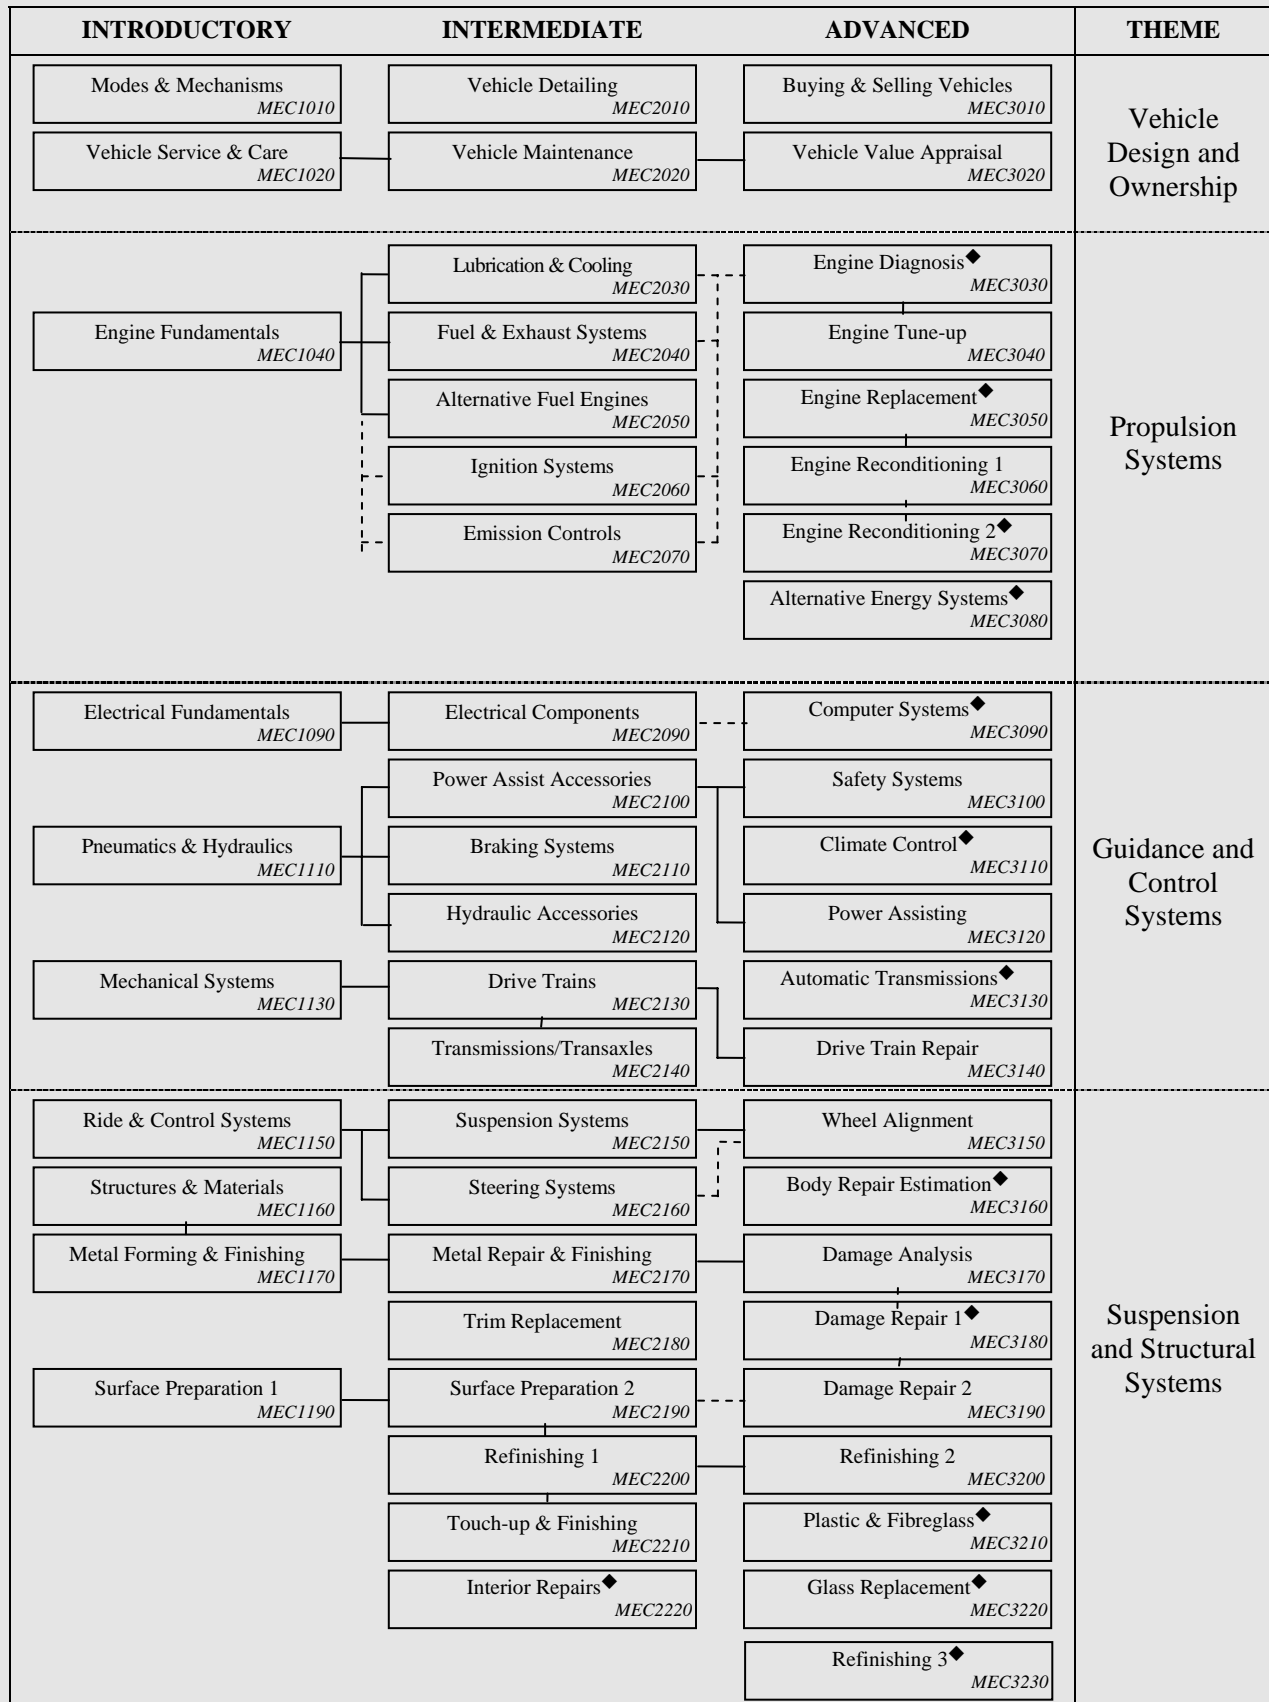 INTRODUCTORY INTERMEDIATE ADVANCED THEME
Modes & Mechanisms
MEC1010
Vehicle Detailing
MEC2010
Buying & Selling Vehicles
MEC3010
Vehicle Service & Care
MEC1020
Vehicle Maintenance
MEC2020
Vehicle Value Appraisal
MEC3020
Vehicle
Design and
Ownership
Lubrication & Cooling
MEC2030
Engine Diagnosis◆
MEC3030
Engine Fundamentals
MEC1040
Fuel & Exhaust Systems
MEC2040
Engine Tune-up
MEC3040
Alternative Fuel Engines
MEC2050
Engine Replacement◆
MEC3050
Ignition Systems
MEC2060
Engine Reconditioning 1
MEC3060
Emission Controls
MEC2070
Engine Reconditioning 2◆
MEC3070
Alternative Energy Systems◆
MEC3080
Propulsion
Systems
Electrical Fundamentals
MEC1090
Electrical Components
MEC2090
Computer Systems◆
MEC3090
Power Assist Accessories
MEC2100
Safety Systems
MEC3100
Pneumatics & Hydraulics
MEC1110
Braking Systems
MEC2110
Climate Control◆
MEC3110
Hydraulic Accessories
MEC2120
Power Assisting
MEC3120
Mechanical Systems
MEC1130
Drive Trains
MEC2130
Automatic Transmissions◆
MEC3130
Transmissions/Transaxles
MEC2140
Drive Train Repair
MEC3140
Guidance and
Control
Systems
Ride & Control Systems
MEC1150
Suspension Systems
MEC2150
Wheel Alignment
MEC3150
Structures & Materials
MEC1160
Steering Systems
MEC2160
Body Repair Estimation◆
MEC3160
Metal Forming & Finishing
MEC1170
Metal Repair & Finishing
MEC2170
Damage Analysis
MEC3170
Trim Replacement
MEC2180
Damage Repair 1◆
MEC3180
Surface Preparation 1
MEC1190
Surface Preparation 2
MEC2190
Damage Repair 2
MEC3190
Refinishing 1
MEC2200
Refinishing 2
MEC3200
Touch-up & Finishing
MEC2210
Plastic & Fibreglass◆
MEC3210
Interior Repairs◆
MEC2220
Glass Replacement◆
MEC3220
Refinishing 3◆
MEC3230
Suspension
and Structural
Systems